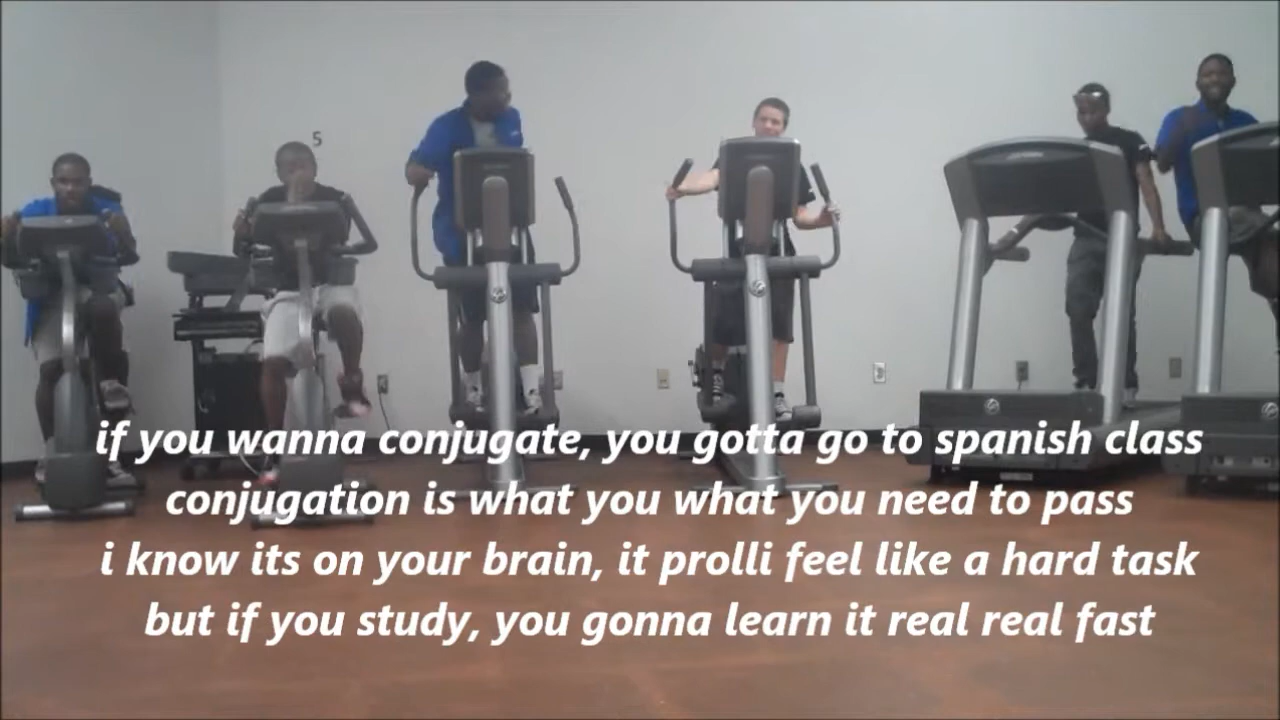 5
if you wanna conjugate, you gotta go to spanish class
conjugation is what you what you need to pass
i know its on your brain, it prolli feel like a hard task
but if you study, you gonna learn it real real fast